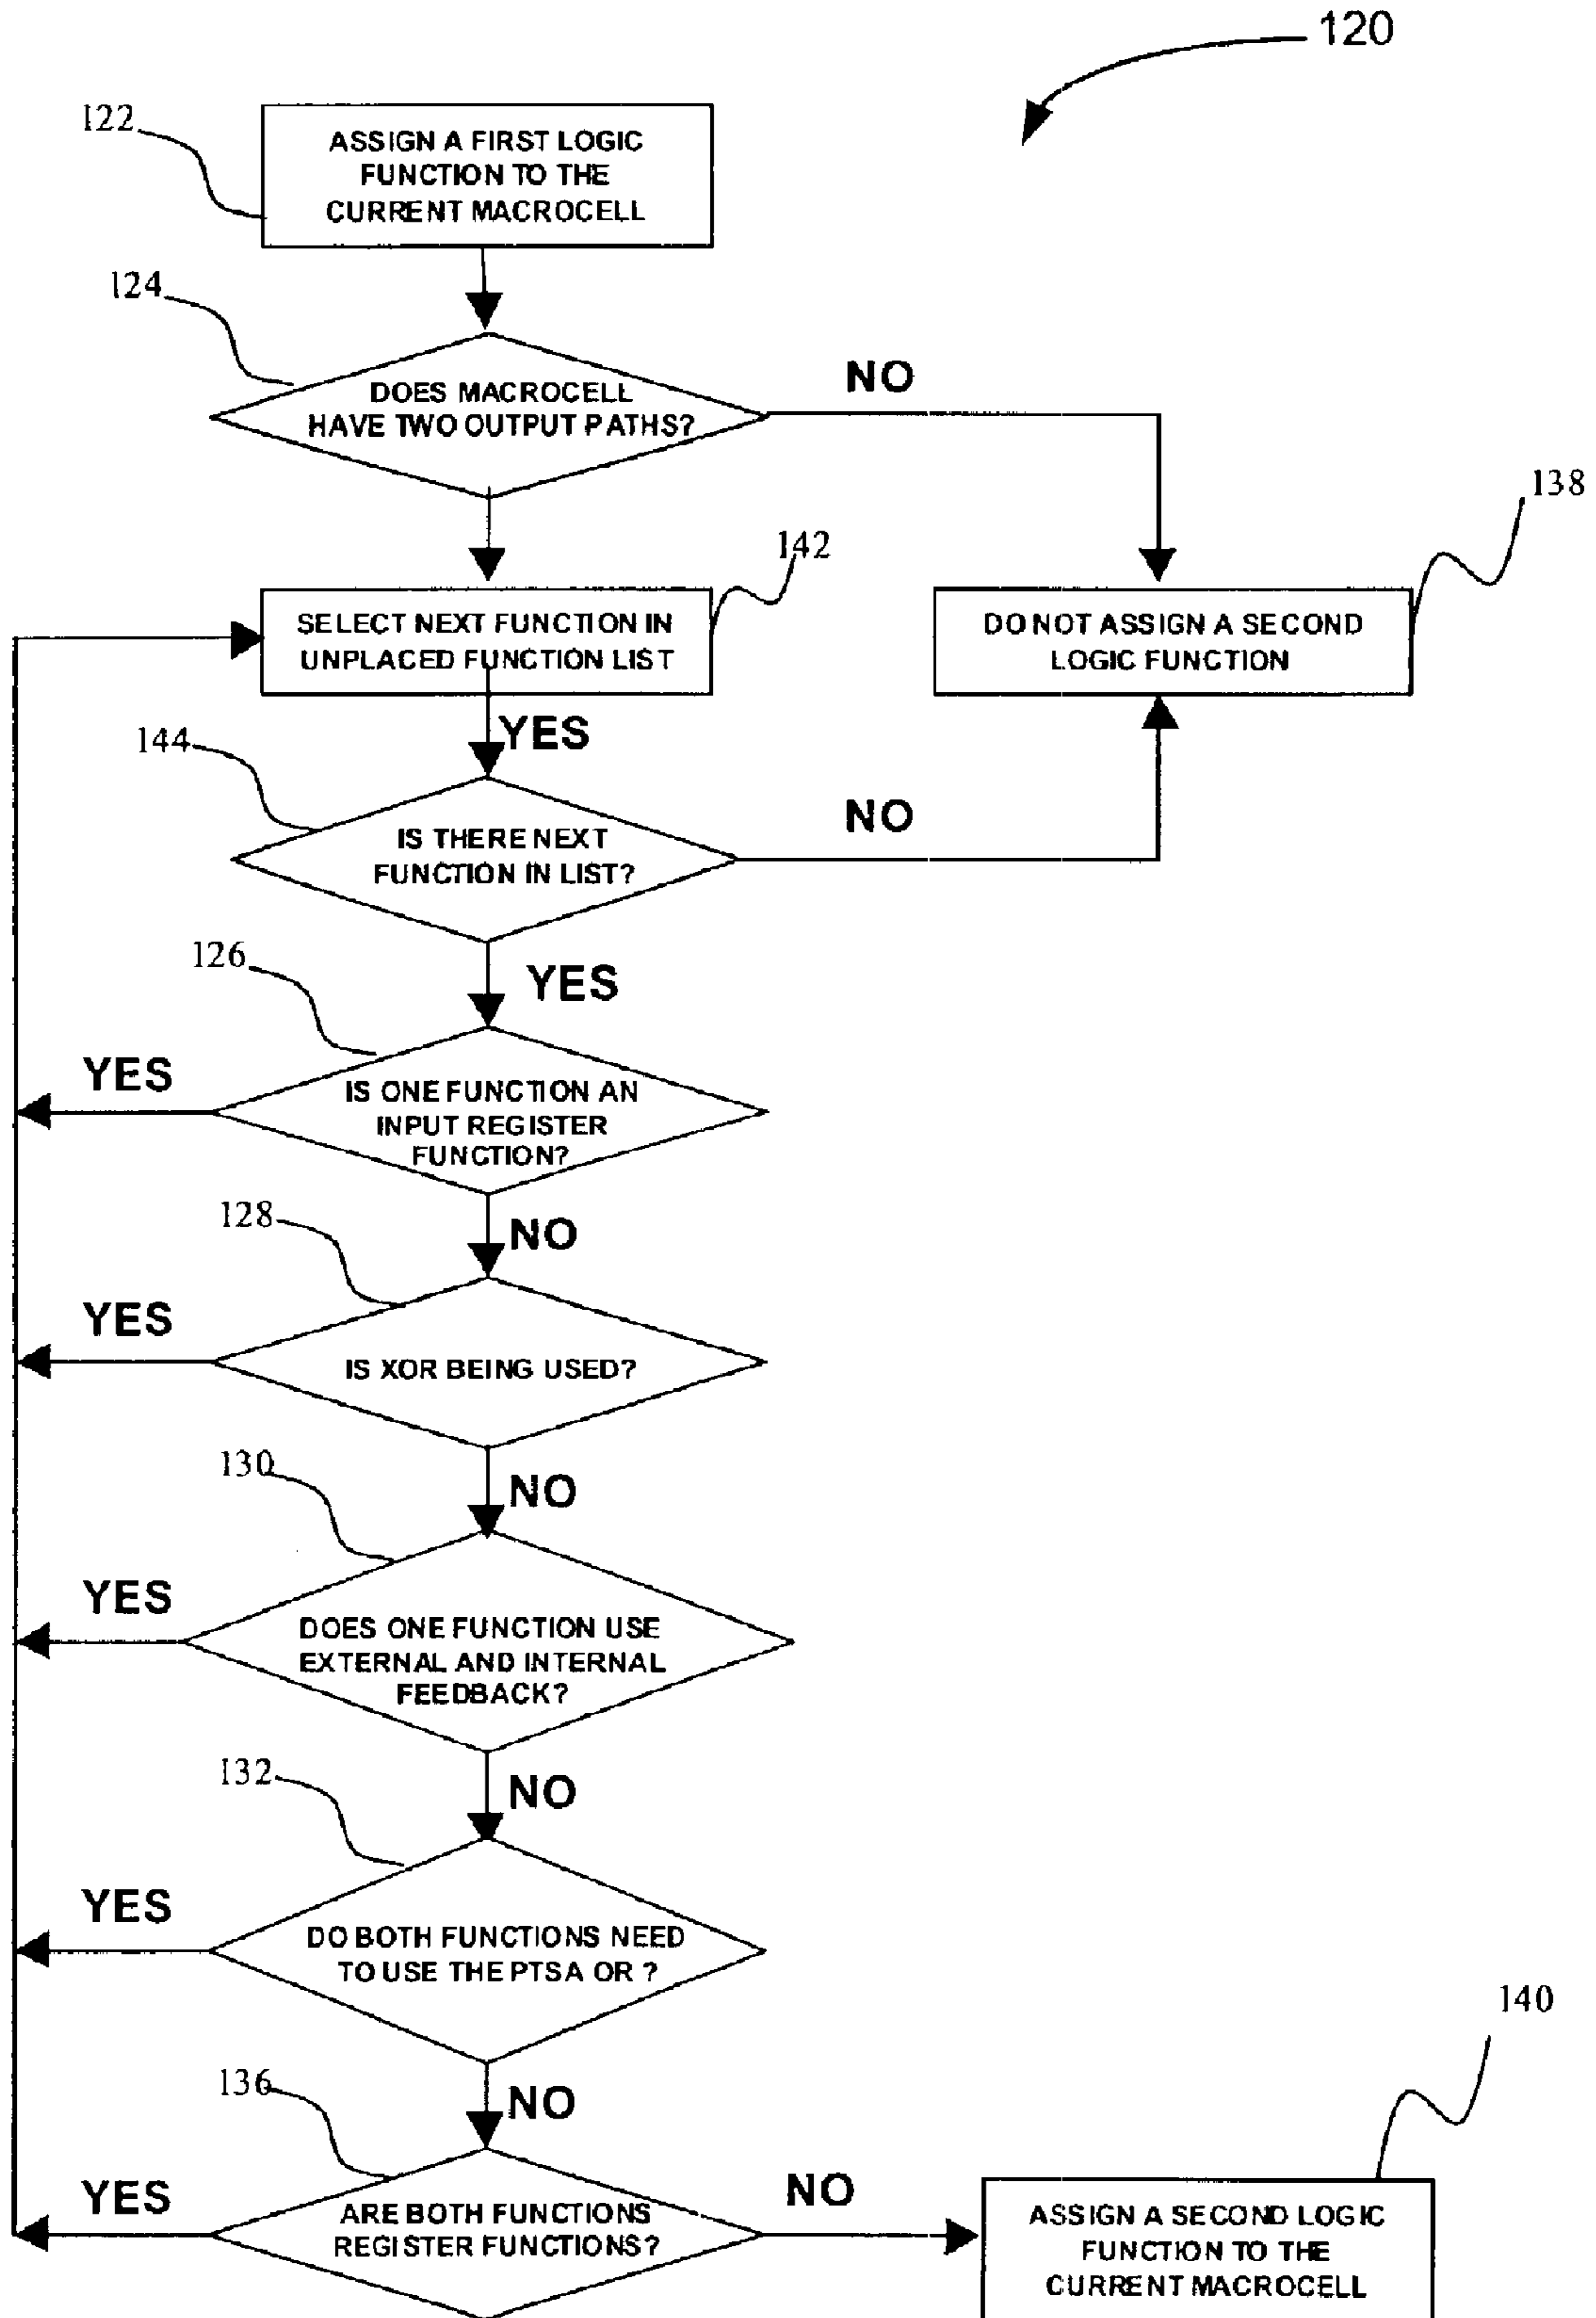 120
122
ASSIGN A FIRST LOGIC
FUNCTION TO THE
CURRENT MACROCELL
124
DOES MACROCELL
HAVE TWO OUTPUT PATHS?
NO
138
142
SELECT NEXT FUNCTION IN
UNPLACED FUNCTION LIST
DO NOT ASSIGN A SECOND
LOGIC FUNCTION
YES
144
IS THERE NEXT
FUNCTION IN LIST?
NO
YES
126
YES
IS ONE FUNCTION AN
INPUT REGISTER
FUNCTION?
NO
128
YES
IS XOR BEING USED?
NO
130
YES
DOES ONE FUNCTION USE
EXTERNAL AND INTERNAL
FEEDBACK?
NO
132
YES
DO BOTH FUNCTIONS NEED
TO USE THE PTSA OR ?
NO
140
136
YES
ARE BOTH FUNCTIONS
REGISTER FUNCTIONS?
NO
ASSIGN A SECOND LOGIC
FUNCTION TO THE
CURRENT MACROCELL